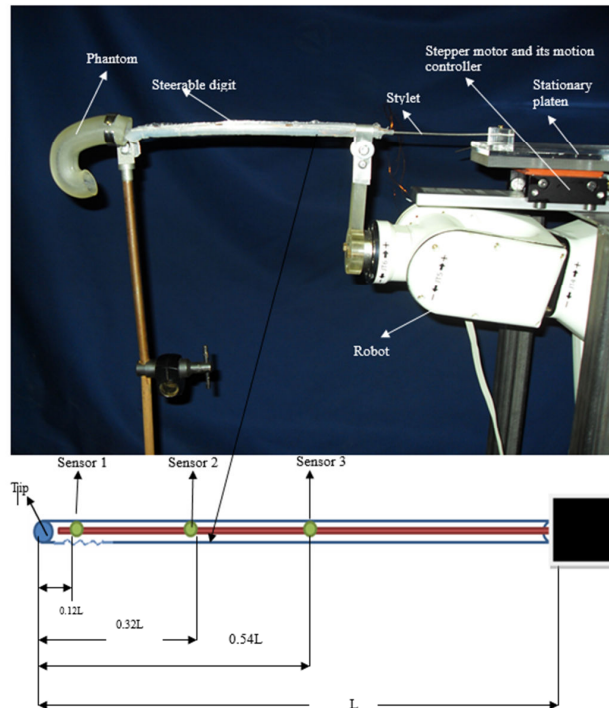 Stepper motor and its motion
controller
Phantom
Steerable digit
Stylet
Stationary
platen
Robot
Sensor 1
Sensor 2
Sensor 3
Tip
0.12L
0.32L
0.54L
L